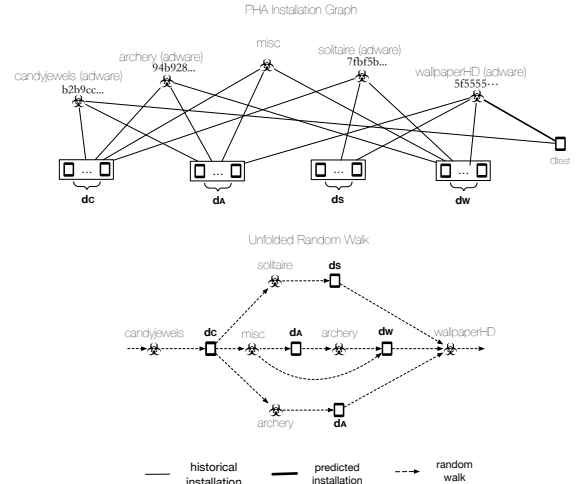 PHA Installation Graph
misc
archery (adware)
94b928...
solitaire (adware)
7fbf5b...
candyjewels (adware)
b2b9cc...
wallpaperHD (adware)
5f5555...
dtest
... ... ... ...
dC dA dS dW
Unfolded Random Walk
solitaire dS
candyjewels dC misc dA archery dW wallpaperHD
archery dA
historical installation
predicted installation
random walk